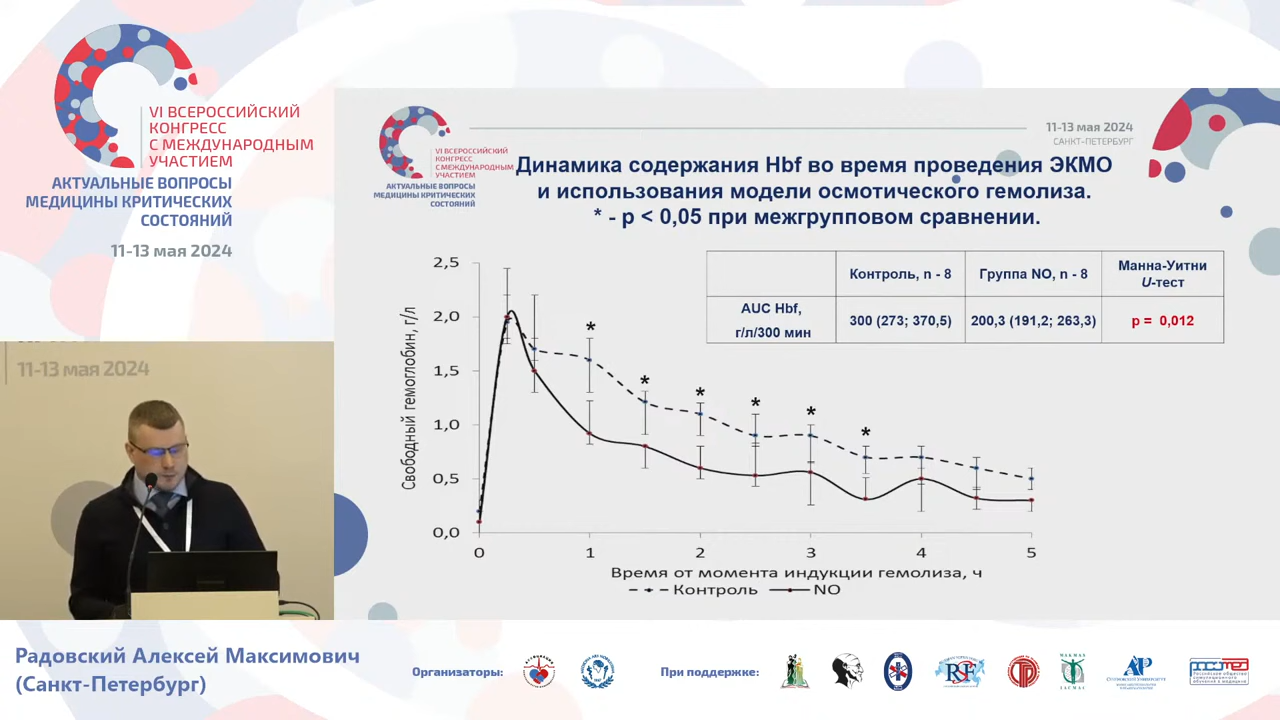 VI ВСЕРОССИЙСКИЙ
КОНГРЕСС
С МЕЖДУНАРОДНЫМ
УЧАСТИЕМ
АКТУАЛЬНЫЕ ВОПРОСЫ
МЕДИЦИНЫ КРИТИЧЕСКИХ
СОСТОЯНИЙ
11-13 мая 2024
11-13 мая 2024
VI ВСЕРОССИЙСКИЙ
КОНГРЕСС
С МЕЖДУНАРОДНЫМ
УЧАСТИЕМ
АКТУАЛЬНЫЕ ВОПРОСЫ
МЕДИЦИНЫ КРИТИЧЕСКИХ
СОСТОЯНИЙ
11-13 мая 2024
САНКТ-ПЕТЕРБУРГ
Динамика содержания Hbf во время проведения ЭКМО
и использования модели осмотического гемолиза.
* - p < 0,05 при межгрупповом сравнении.
Контроль, n - 8 Группа NO, n - 8 Манна-Уитни
U-тест
AUC Hbf,
г/л/300 мин 300 (273; 370,5) 200,3 (191,2; 263,3) p = 0,012
Свободный гемоглобин, г/л
2,5
2,0
1,5
1,0
0,5
0,0
* * * * * *
0 1 2 3 4 5
Время от момента индукции гемолиза, ч
Контроль NO
Радовский Алексей Максимович
(Санкт-Петербург)
Организаторы:
При поддержке: